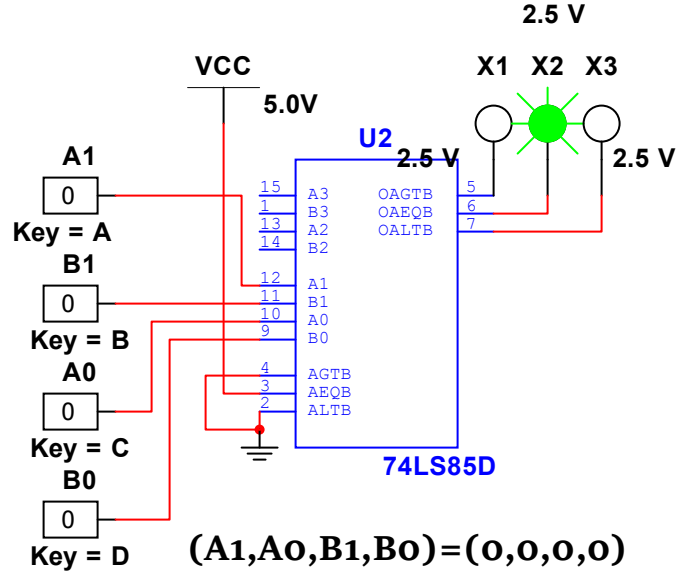 2.5 V
VCC X1 X2 X3
5.0V
A1 U2 2.5 V 2.5 V
0 15 A3 OAGTB 5
1 B3 OAEQB 6
Key = A 13 A2 OALTB 7
14 B2
B1
12 A1
0 11 B1
10 A0
Key = B 9 B0
A0
4 AGTB
3 AEQB
0 2 ALTB
Key = C
B0 74LS85D
0
Key = D (A1,A0,B1,B0)=(0,0,0,0)